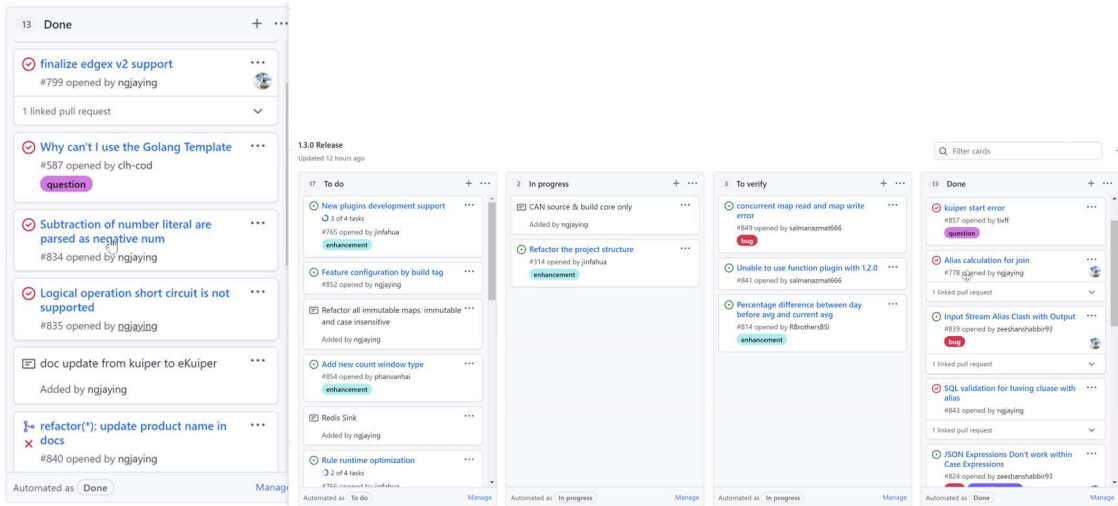 13 Done
finalize edgex v2 support
#799 opened by ngjaying
1 linked pull request
Why can't I use the Golang Template
#587 opened by clh-cod
question
Subtraction of number literal are
parsed as negative num
#834 opened by ngjaying
Logical operation short circuit is not
supported
#835 opened by ngjaying
doc update from kuiper to eKuiper
Added by ngjaying
refactor(*): update product name in
docs
#840 opened by ngjaying
Automated as Done
Manage
1.3.0 Release
Updated 12 hours ago
Filter cards
17 To do
New plugins development support
3 of 4 tasks
#765 opened by jinfahua
enhancement
Feature configuration by build tag
#852 opened by ngjaying
Refactor all immutable maps: immutable
and case insensitive
Added by ngjaying
Add new count window type
#854 opened by phanvanhai
enhancement
Redis Sink
Added by ngjaying
Rule runtime optimization
2 of 4 tasks
#766 opened by jinfahua
Automated as To do
Manage
2 In progress
CAN source & build core only
Added by ngjaying
Refactor the project structure
#314 opened by jinfahua
enhancement
Automated as In progress
Manage
3 To verify
concurrent map read and map write
error
#849 opened by salmanazmat666
bug
Unable to use function plugin with 1.2.0
#841 opened by salmanazmat666
Percentage difference between day
before avg and current avg
#814 opened by RBrothersBSI
enhancement
Automated as In progress
Manage
13 Done
kuiper start error
#857 opened by tixff
question
Alias calculation for join
#778 opened by ngjaying
1 linked pull request
Input Stream Alias Clash with Output
#839 opened by zeeshanshabbir93
bug
1 linked pull request
SQL validation for having cluase with
alias
#843 opened by ngjaying
1 linked pull request
JSON Expressions Don't work within
Case Expressions
#824 opened by zeeshanshabbir93
Automated as Done
Manage